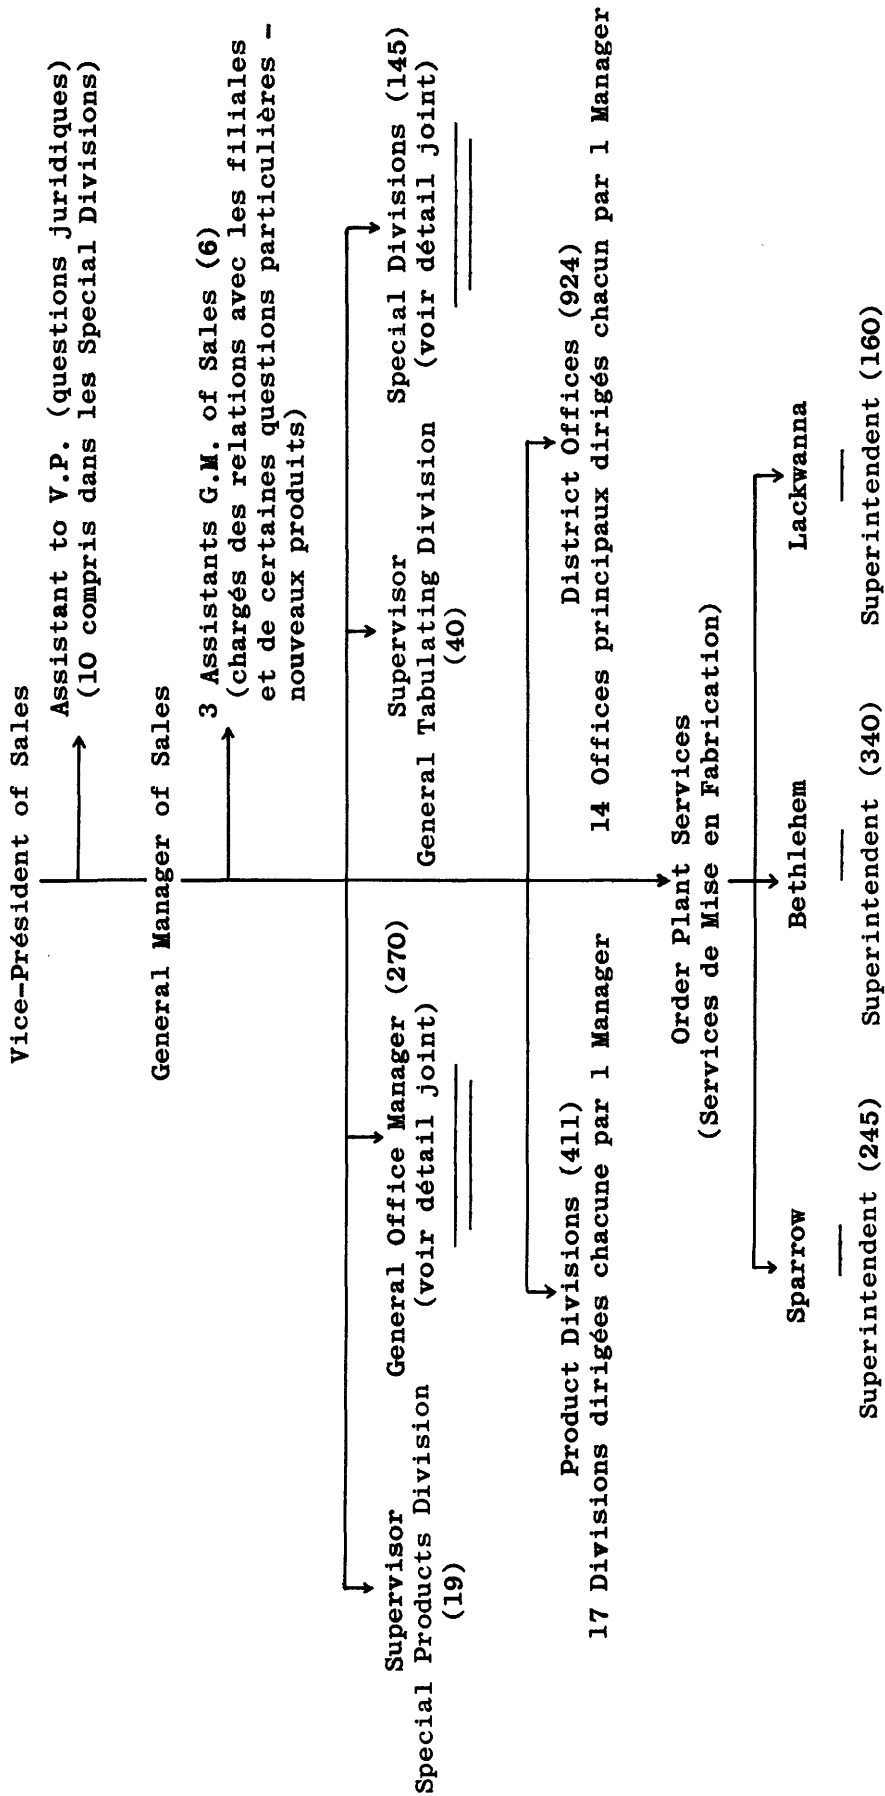 Vice-Président of Sales
Assistant to V.P. (questions juridiques)
(10 compris dans les Special Divisions)
General Manager of Sales
3 Assistants G.M. of Sales (6)
(chargés des relations avec les filiales
et de certaines questions particulières –
nouveaux produits)
Supervisor
Special Products Division
(19)
General Office Manager (270)
(voir détail joint)
Supervisor
General Tabulating Division
(40)
Special Divisions (145)
(voir détail joint)
Product Divisions (411)
17 Divisions dirigées chacune par 1 Manager
District Offices (924)
14 Offices principaux dirigés chacun par 1 Manager
Order Plant Services
(Services de Mise en Fabrication)
Sparrow
Superintendent (245)
Bethlehem
Superintendent (340)
Lackwanna
Superintendent (160)